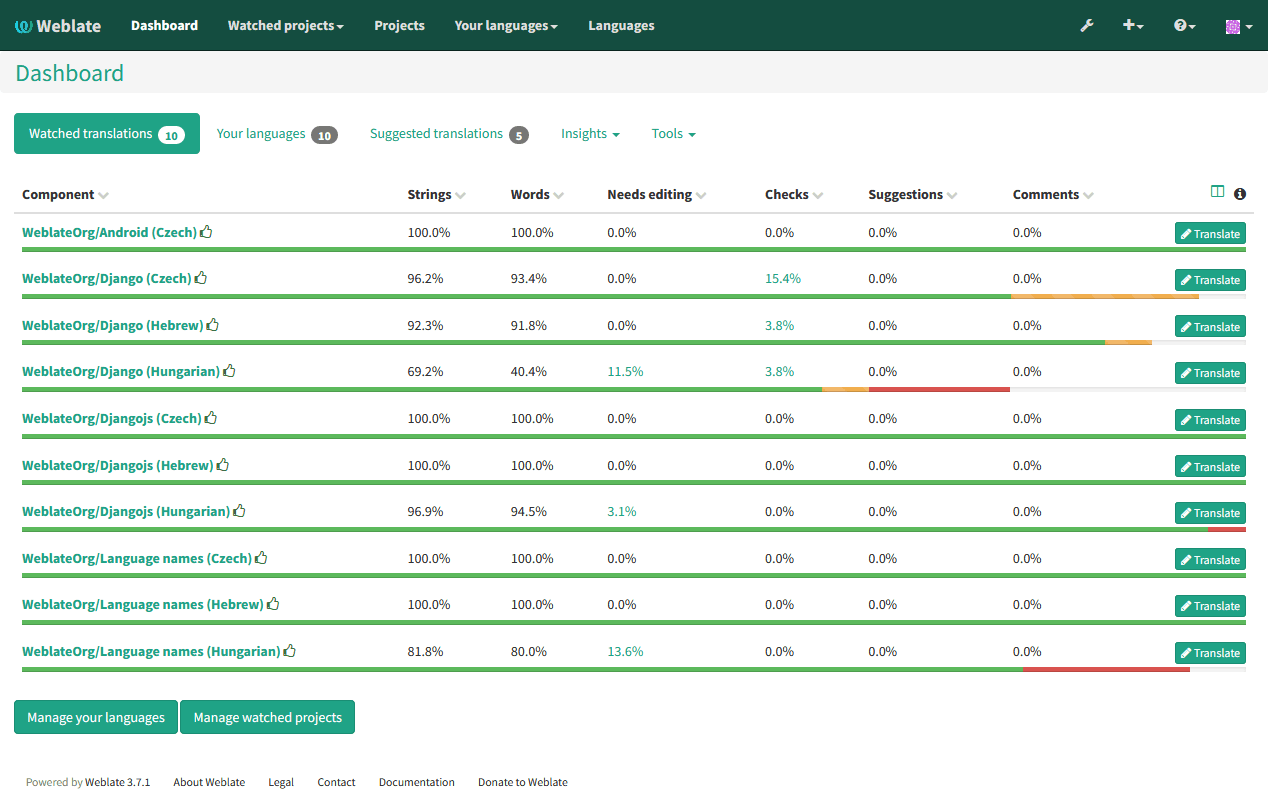 Weblate Dashboard Watched projects Projects Your languages Languages
Dashboard
Watched translations 10 Your languages 10 Suggested translations 5 Insights Tools
Component Strings Words Needs editing Checks Suggestions Comments
WeblateOrg/Android (Czech) 100.0% 100.0% 0.0% 0.0% 0.0% 0.0% Translate
WeblateOrg/Django (Czech) 96.2% 93.4% 0.0% 15.4% 0.0% 0.0% Translate
WeblateOrg/Django (Hebrew) 92.3% 91.8% 0.0% 3.8% 0.0% 0.0% Translate
WeblateOrg/Django (Hungarian) 69.2% 40.4% 11.5% 3.8% 0.0% 0.0% Translate
WeblateOrg/Djangojs (Czech) 100.0% 100.0% 0.0% 0.0% 0.0% 0.0% Translate
WeblateOrg/Djangojs (Hebrew) 100.0% 100.0% 0.0% 0.0% 0.0% 0.0% Translate
WeblateOrg/Djangojs (Hungarian) 96.9% 94.5% 3.1% 0.0% 0.0% 0.0% Translate
WeblateOrg/Language names (Czech) 100.0% 100.0% 0.0% 0.0% 0.0% 0.0% Translate
WeblateOrg/Language names (Hebrew) 100.0% 100.0% 0.0% 0.0% 0.0% 0.0% Translate
WeblateOrg/Language names (Hungarian) 81.8% 80.0% 13.6% 0.0% 0.0% 0.0% Translate
Manage your languages Manage watched projects
Powered by Weblate 3.7.1 About Weblate Legal Contact Documentation Donate to Weblate